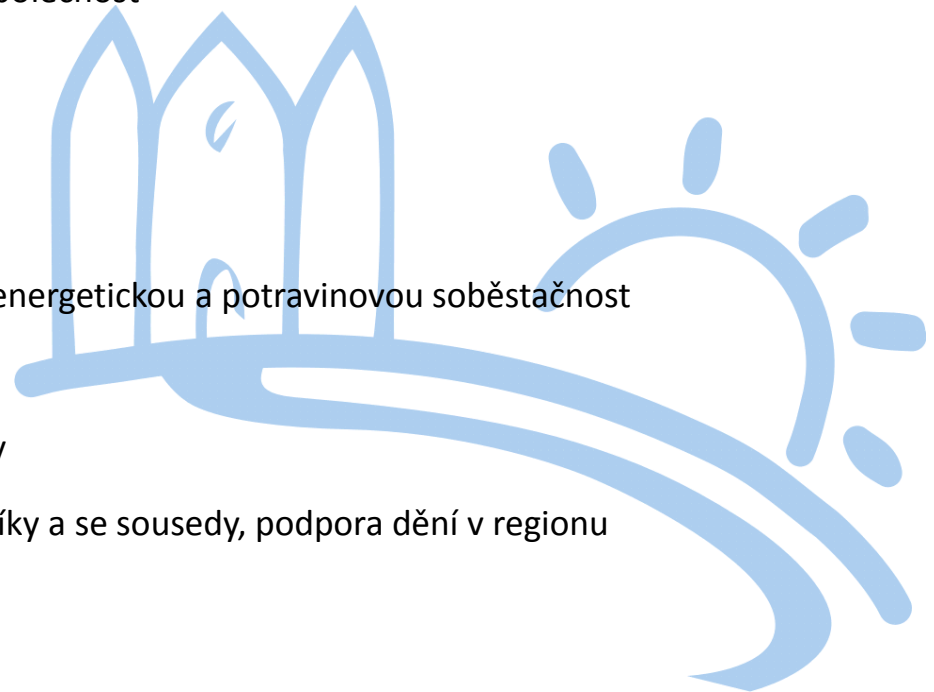 energetickou a potravinovou soběstačnost
íky a se sousedy, podpora dění v regionu